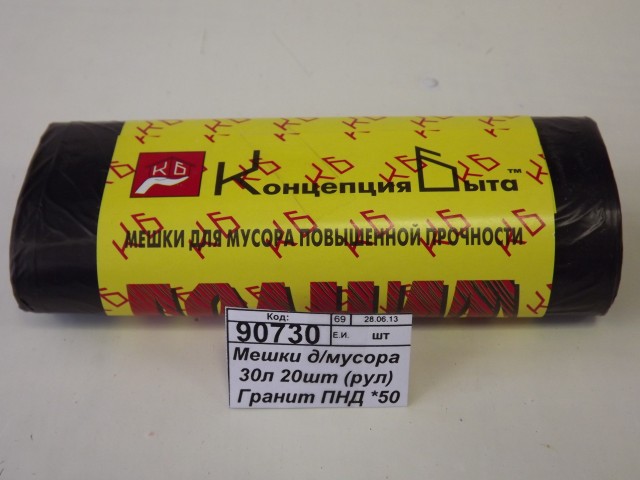 КБ
Концепция Быта™
МЕШКИ ДЛЯ МУСОРА ПОВЫШЕННОЙ ПРОЧНОСТИ
Код: 69 28.06.13
90730 Е.И. шт
Мешки д/мусора
30л 20шт (рул)
Гранит ПНД *50